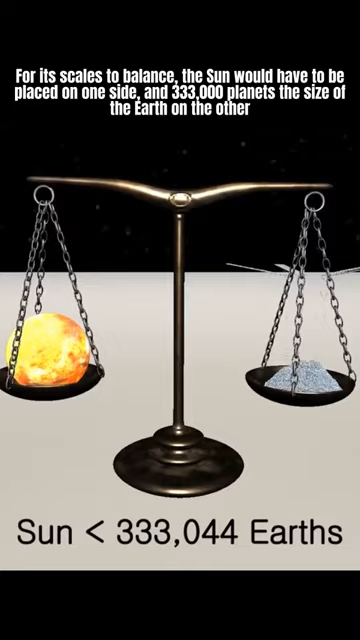 For its scales to balance, the Sun would have to be
placed on one side, and 333,000 planets the size of
the Earth on the other
Sun < 333,044 Earths